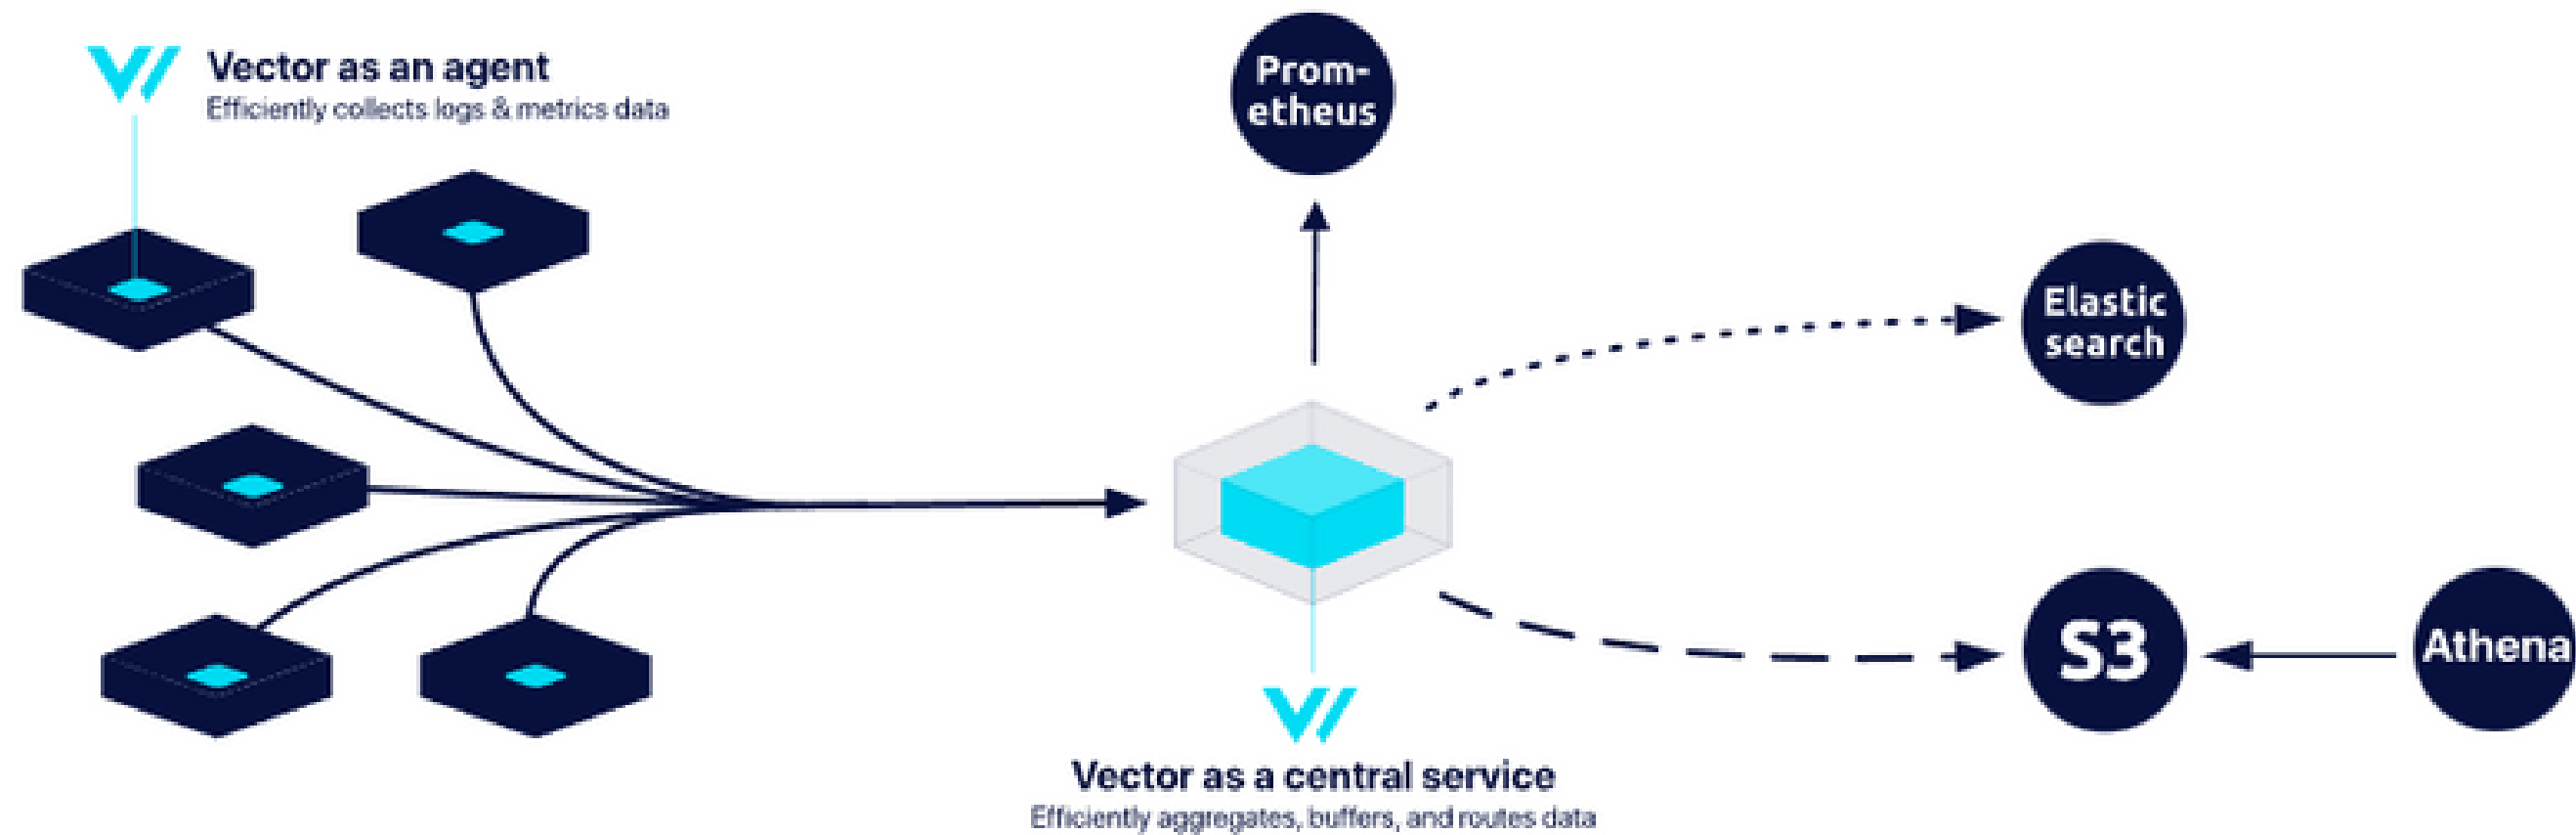 Vector as an agent
Efficiently collects logs & metrics data
Prom-
etheus
Elastic
search
S3
Athena
Vector as a central service
Efficiently aggregates, buffers, and routes data